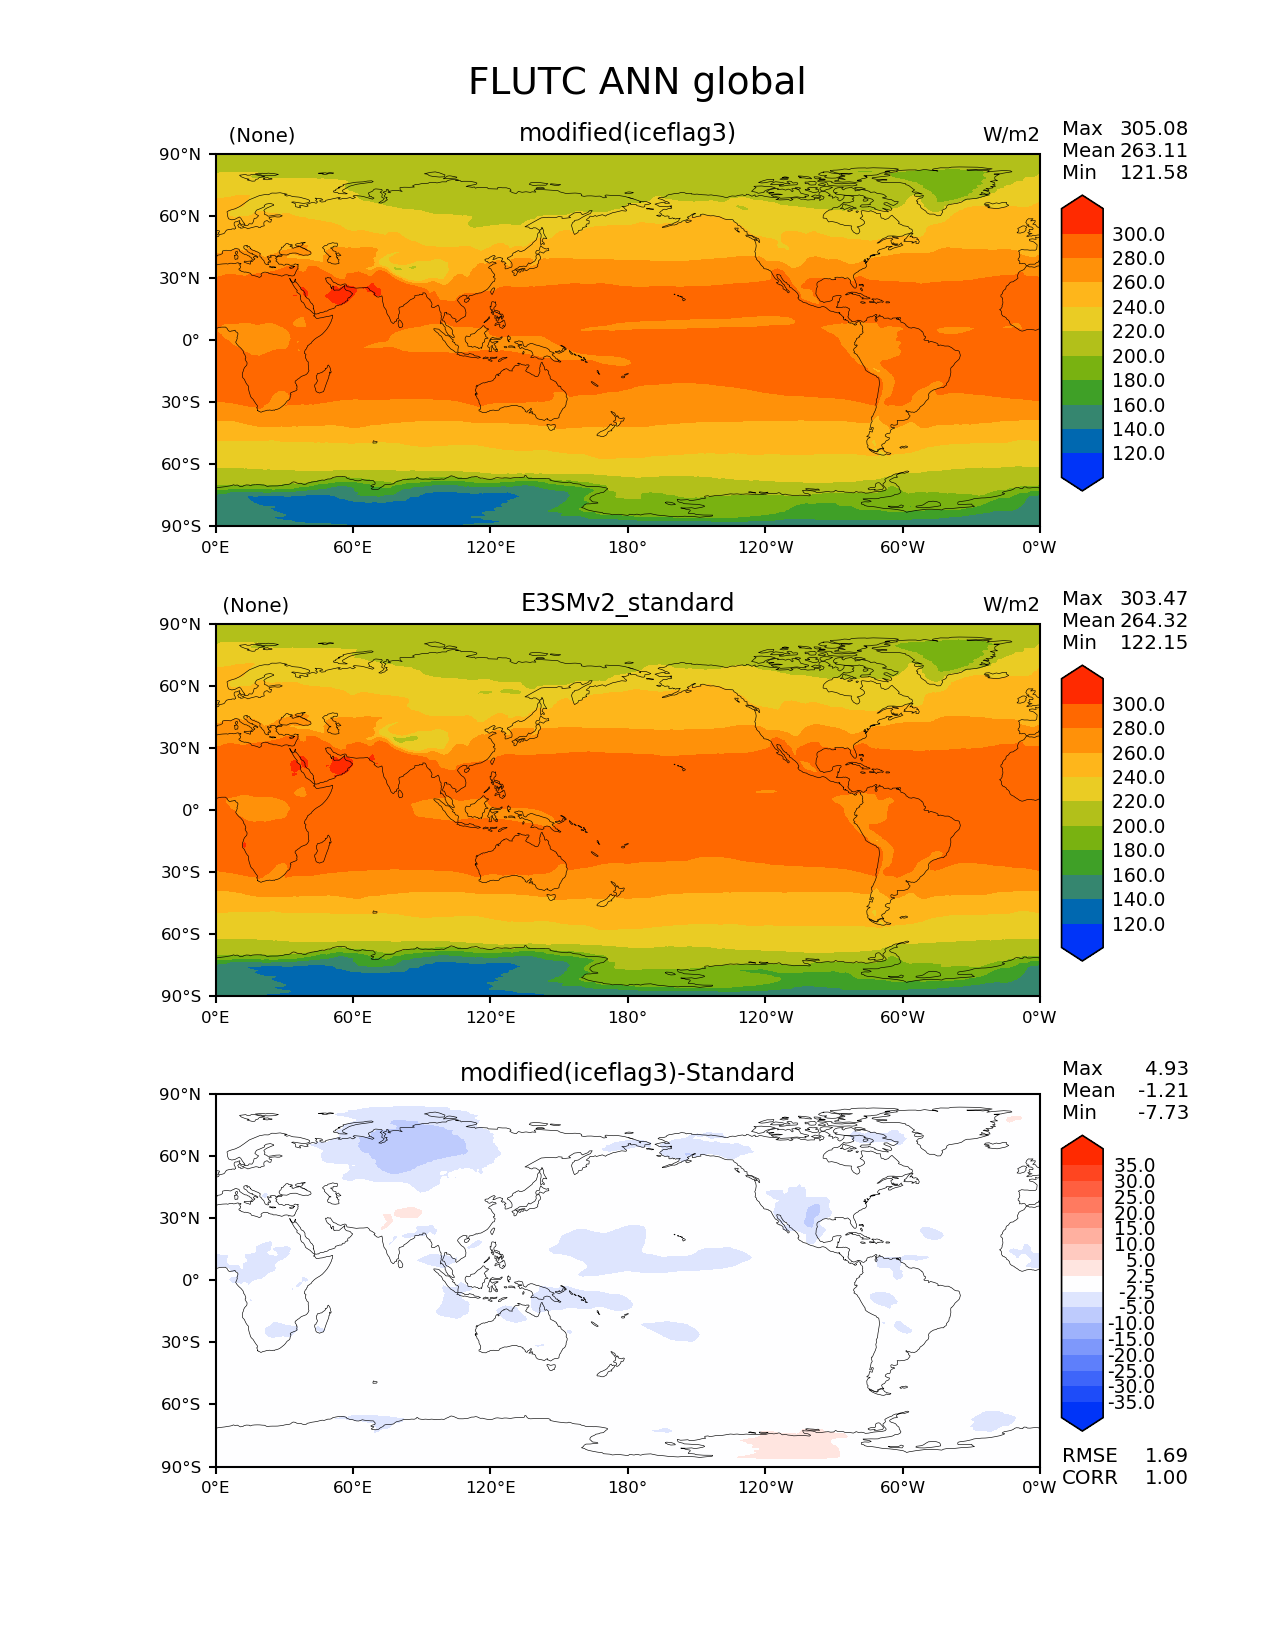 FLUTC ANN global
(None) modified(iceflag3) W/m2
Max 305.08
Mean 263.11
Min 121.58
90°N
60°N
30°N
0°
30°S
60°S
90°S
0°E 60°E 120°E 180° 120°W 60°W 0°W
300.0
280.0
260.0
240.0
220.0
200.0
180.0
160.0
140.0
120.0
(None) E3SMv2_standard W/m2
Max 303.47
Mean 264.32
Min 122.15
90°N
60°N
30°N
0°
30°S
60°S
90°S
0°E 60°E 120°E 180° 120°W 60°W 0°W
300.0
280.0
260.0
240.0
220.0
200.0
180.0
160.0
140.0
120.0
modified(iceflag3)-Standard
Max 4.93
Mean -1.21
Min -7.73
90°N
60°N
30°N
0°
30°S
60°S
90°S
0°E 60°E 120°E 180° 120°W 60°W 0°W
35.0
30.0
25.0
20.0
15.0
10.0
5.0
2.5
-2.5
-5.0
-10.0
-15.0
-20.0
-25.0
-30.0
-35.0
RMSE 1.69
CORR 1.00